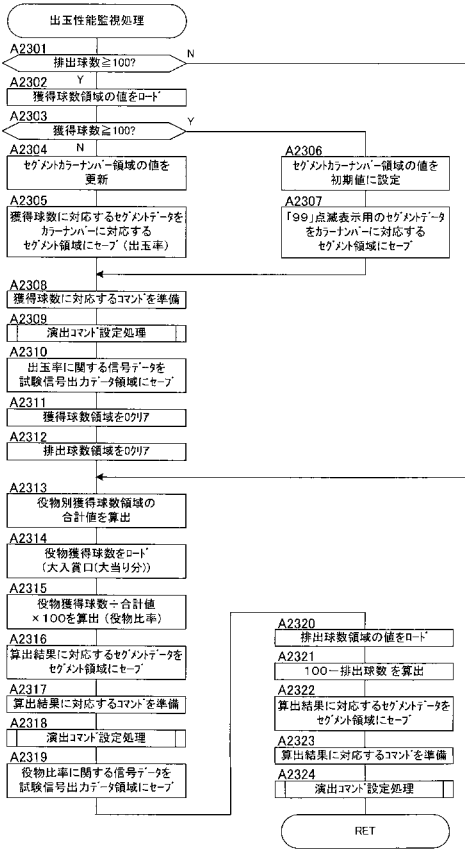 出玉性能監視処理
A2301
排出球数≧100?
N
Y
A2302
獲得球数領域の値をﾛｰﾄﾞ
A2303
獲得球数≧100?
Y
N
A2304
ｾｸﾞﾒﾝﾄｶﾗｰﾅﾝﾊﾞｰ領域の値を
更新
A2305
獲得球数に対応するｾｸﾞﾒﾝﾄﾃﾞｰﾀを
ｶﾗｰﾅﾝﾊﾞｰに対応する
ｾｸﾞﾒﾝﾄ領域にｾｰﾌﾞ(出玉率)
A2306
ｾｸﾞﾒﾝﾄｶﾗｰﾅﾝﾊﾞｰ領域の値を
初期値に設定
A2307
「99」点滅表示用のｾｸﾞﾒﾝﾄﾃﾞｰﾀ
をｶﾗｰﾅﾝﾊﾞｰに対応する
ｾｸﾞﾒﾝﾄ領域にｾｰﾌﾞ
A2308
獲得球数に対応するｺﾏﾝﾄﾞを準備
A2309
演出ｺﾏﾝﾄﾞ設定処理
A2310
出玉率に関する信号ﾃﾞｰﾀを
試験信号出力ﾃﾞｰﾀ領域にｾｰﾌﾞ
A2311
獲得球数領域を0ｸﾘｱ
A2312
排出球数領域を0ｸﾘｱ
A2313
役物別獲得球数領域の
合計値を算出
A2314
役物獲得球数をﾛｰﾄﾞ
(大入賞口(大当り分))
A2315
役物獲得球数÷合計値
×100を算出(役物比率)
A2316
算出結果に対応するｾｸﾞﾒﾝﾄﾃﾞｰﾀを
ｾｸﾞﾒﾝﾄ領域にｾｰﾌﾞ
A2317
算出結果に対応するｺﾏﾝﾄﾞを準備
A2318
演出ｺﾏﾝﾄﾞ設定処理
A2319
役物比率に関する信号ﾃﾞｰﾀを
試験信号出力ﾃﾞｰﾀ領域にｾｰﾌﾞ
A2320
排出球数領域の値をﾛｰﾄﾞ
A2321
100－排出球数 を算出
A2322
算出結果に対応するｾｸﾞﾒﾝﾄﾃﾞｰﾀを
ｾｸﾞﾒﾝﾄ領域にｾｰﾌﾞ
A2323
算出結果に対応するｺﾏﾝﾄﾞを準備
A2324
演出ｺﾏﾝﾄﾞ設定処理
RET